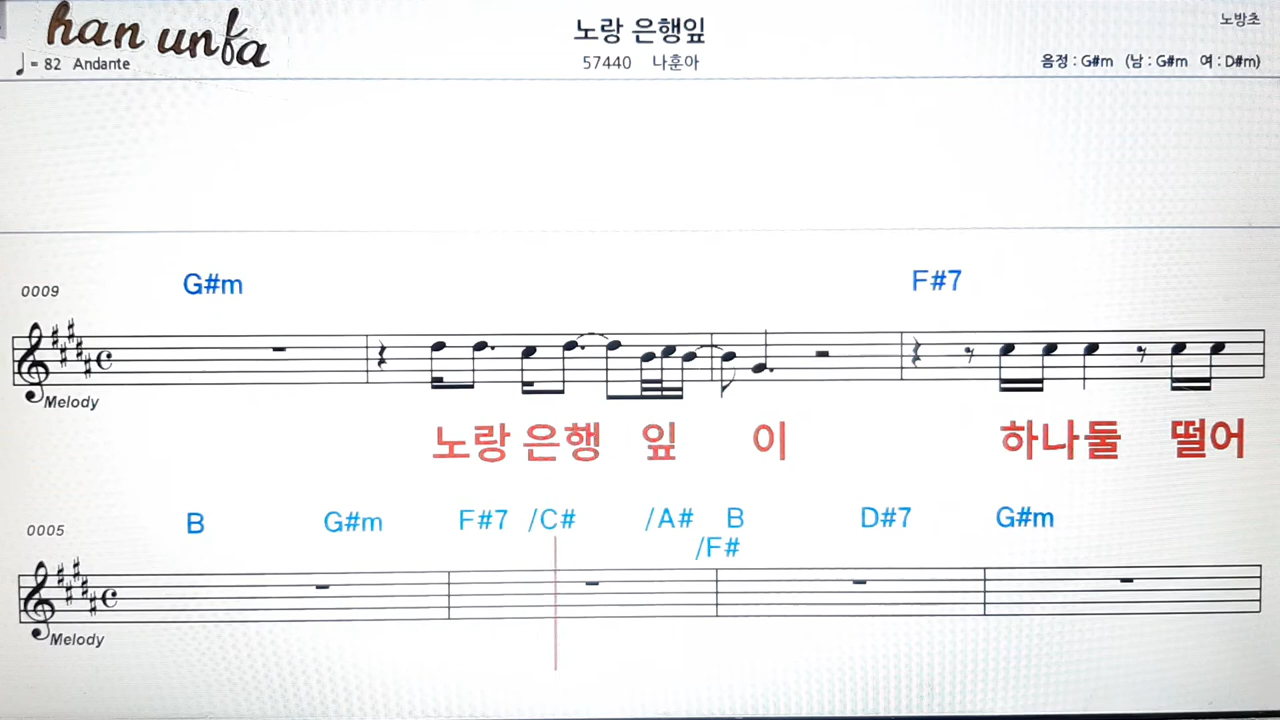 han unfa
노랑 은행잎
노방초
♩= 82 Andante
57440 나훈아
음정 : G#m (남 : G#m 여 : D#m)
G#m F#7
0009
Melody
노랑 은행 잎 이 하나둘 떨어
B G#m F#7 /C# /A# B D#7 G#m
/F#
0005
Melody